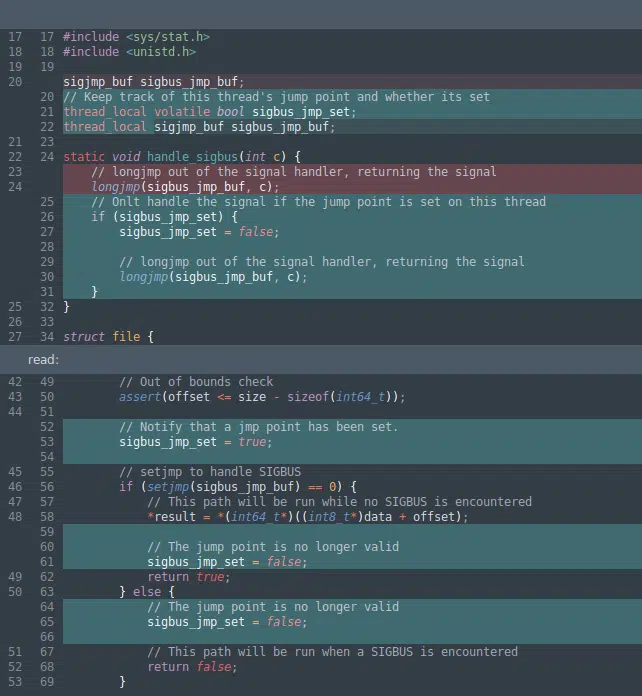 17 17 #include <sys/stat.h>
18 18 #include <unistd.h>
19 19
20 sigjmp_buf sigbus_jmp_buf;
20 // Keep track of this thread's jump point and whether its set
21 thread_local volatile bool sigbus_jmp_set;
22 thread_local sigjmp_buf sigbus_jmp_buf;
21 23
22 24 static void handle_sigbus(int c) {
23 // longjmp out of the signal handler, returning the signal
24 longjmp(sigbus_jmp_buf, c);
25 // Onlt handle the signal if the jump point is set on this thread
26 if (sigbus_jmp_set) {
27 sigbus_jmp_set = false;
28
29 // longjmp out of the signal handler, returning the signal
30 longjmp(sigbus_jmp_buf, c);
31 }
25 32 }
26 33
27 34 struct file {
read:
42 49 // Out of bounds check
43 50 assert(offset <= size - sizeof(int64_t));
44 51
52 // Notify that a jmp point has been set.
53 sigbus_jmp_set = true;
54
45 55 // setjmp to handle SIGBUS
46 56 if (setjmp(sigbus_jmp_buf) == 0) {
47 57 // This path will be run while no SIGBUS is encountered
48 58 *result = *(int64_t*)((int8_t*)data + offset);
59
60 // The jump point is no longer valid
61 sigbus_jmp_set = false;
49 62 return true;
50 63 } else {
64 // The jump point is no longer valid
65 sigbus_jmp_set = false;
66
51 67 // This path will be run when a SIGBUS is encountered
52 68 return false;
53 69 }